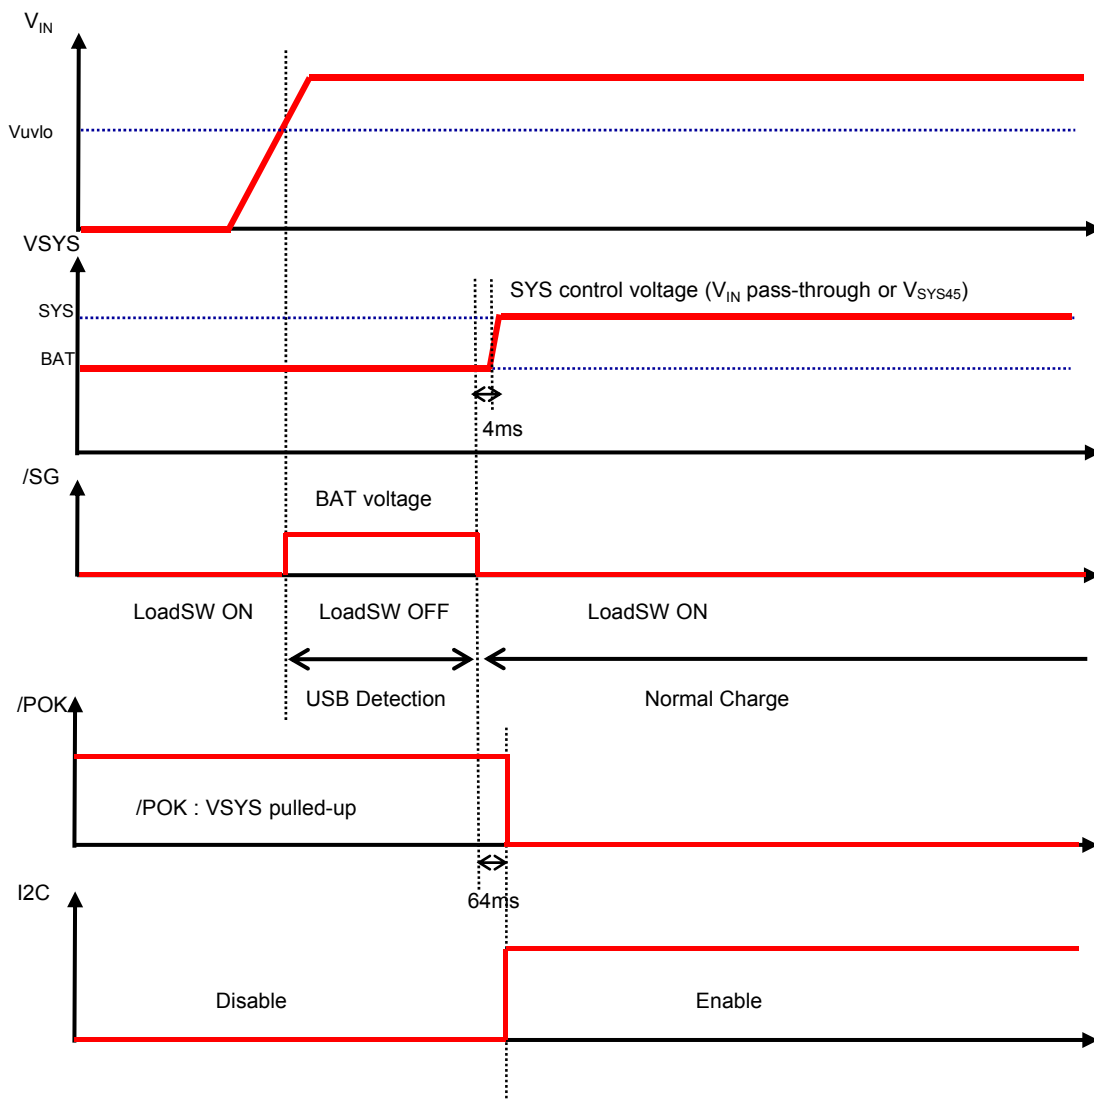 VIN
Vuvlo
VSYS
SYS control voltage (VIN pass-through or VSYS45)
SYS
BAT
4ms
/SG
BAT voltage
LoadSW ON
LoadSW OFF
LoadSW ON
USB Detection
Normal Charge
/POK
/POK : VSYS pulled-up
64ms
I2C
Disable
Enable